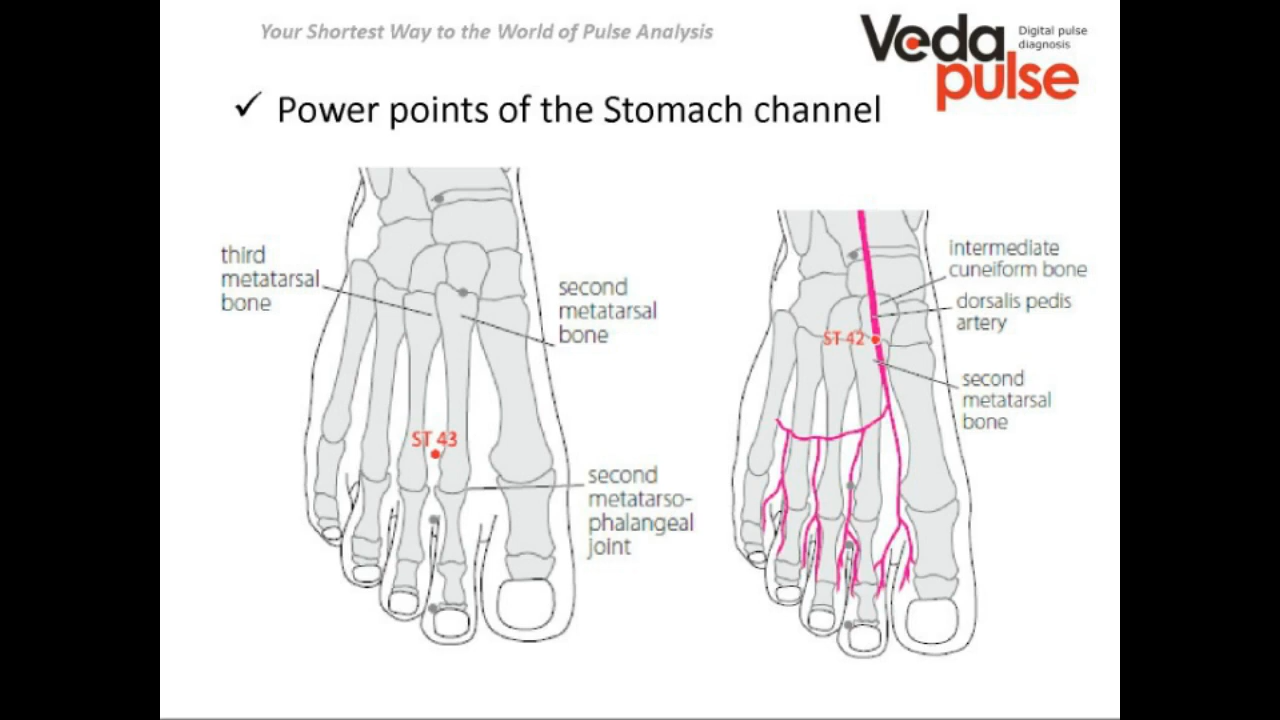 Your Shortest Way to the World of Pulse Analysis
Veda
pulse
Digital pulse
diagnosis
✓ Power points of the Stomach channel
third
metatarsal
bone
second
metatarsal
bone
ST 43
second
metatarso-
phalangeal
joint
intermediate
cuneiform bone
dorsalis pedis
artery
ST 42
second
metatarsal
bone